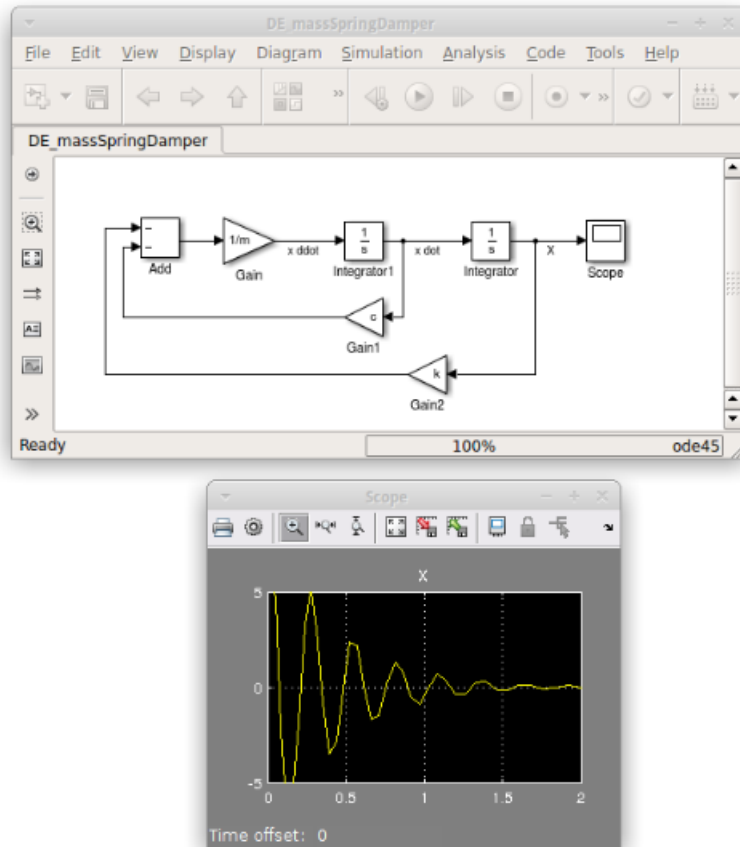 DE_massSpringDamper
File Edit View Display Diagram Simulation Analysis Code Tools Help
» »
DE_massSpringDamper
1/m
1
s
1
s
Add
Gain
x ddot
Integrator1
x dot
Integrator
X
Scope
c
Gain1
k
Gain2
»
Ready 100% ode45
Scope
X
5
0
-5
0 0.5 1 1.5 2
Time offset: 0